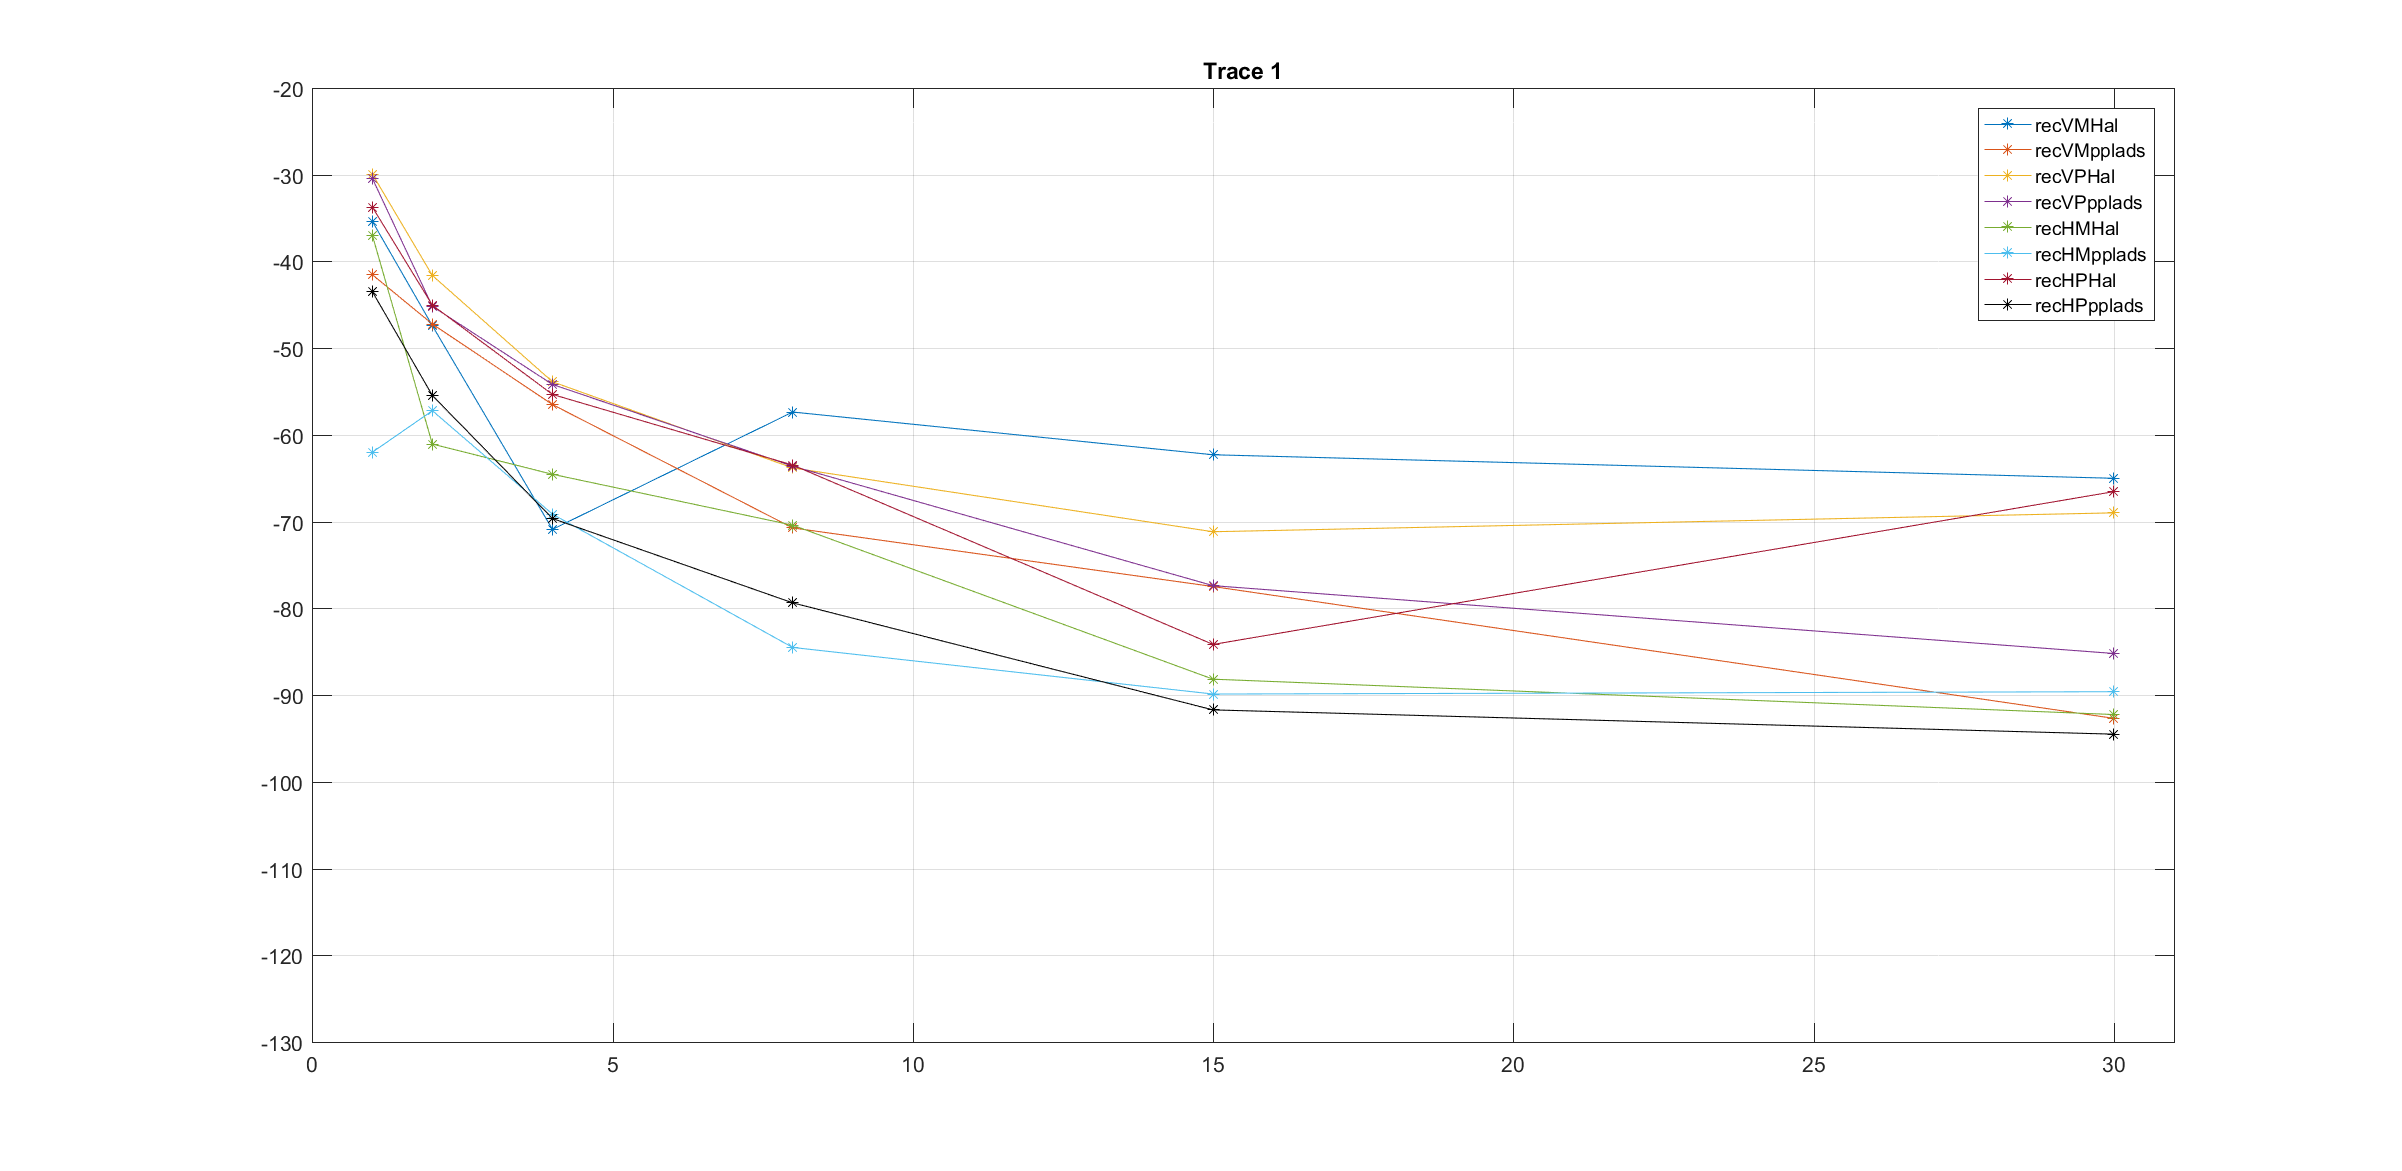 Trace 1
-20
-30
-40
-50
-60
-70
-80
-90
-100
-110
-120
-130
0 5 10 15 20 25 30
recVMHal
recVMpplads
recVPHal
recVPpplads
recHMHal
recHMpplads
recHPHal
recHPpplads